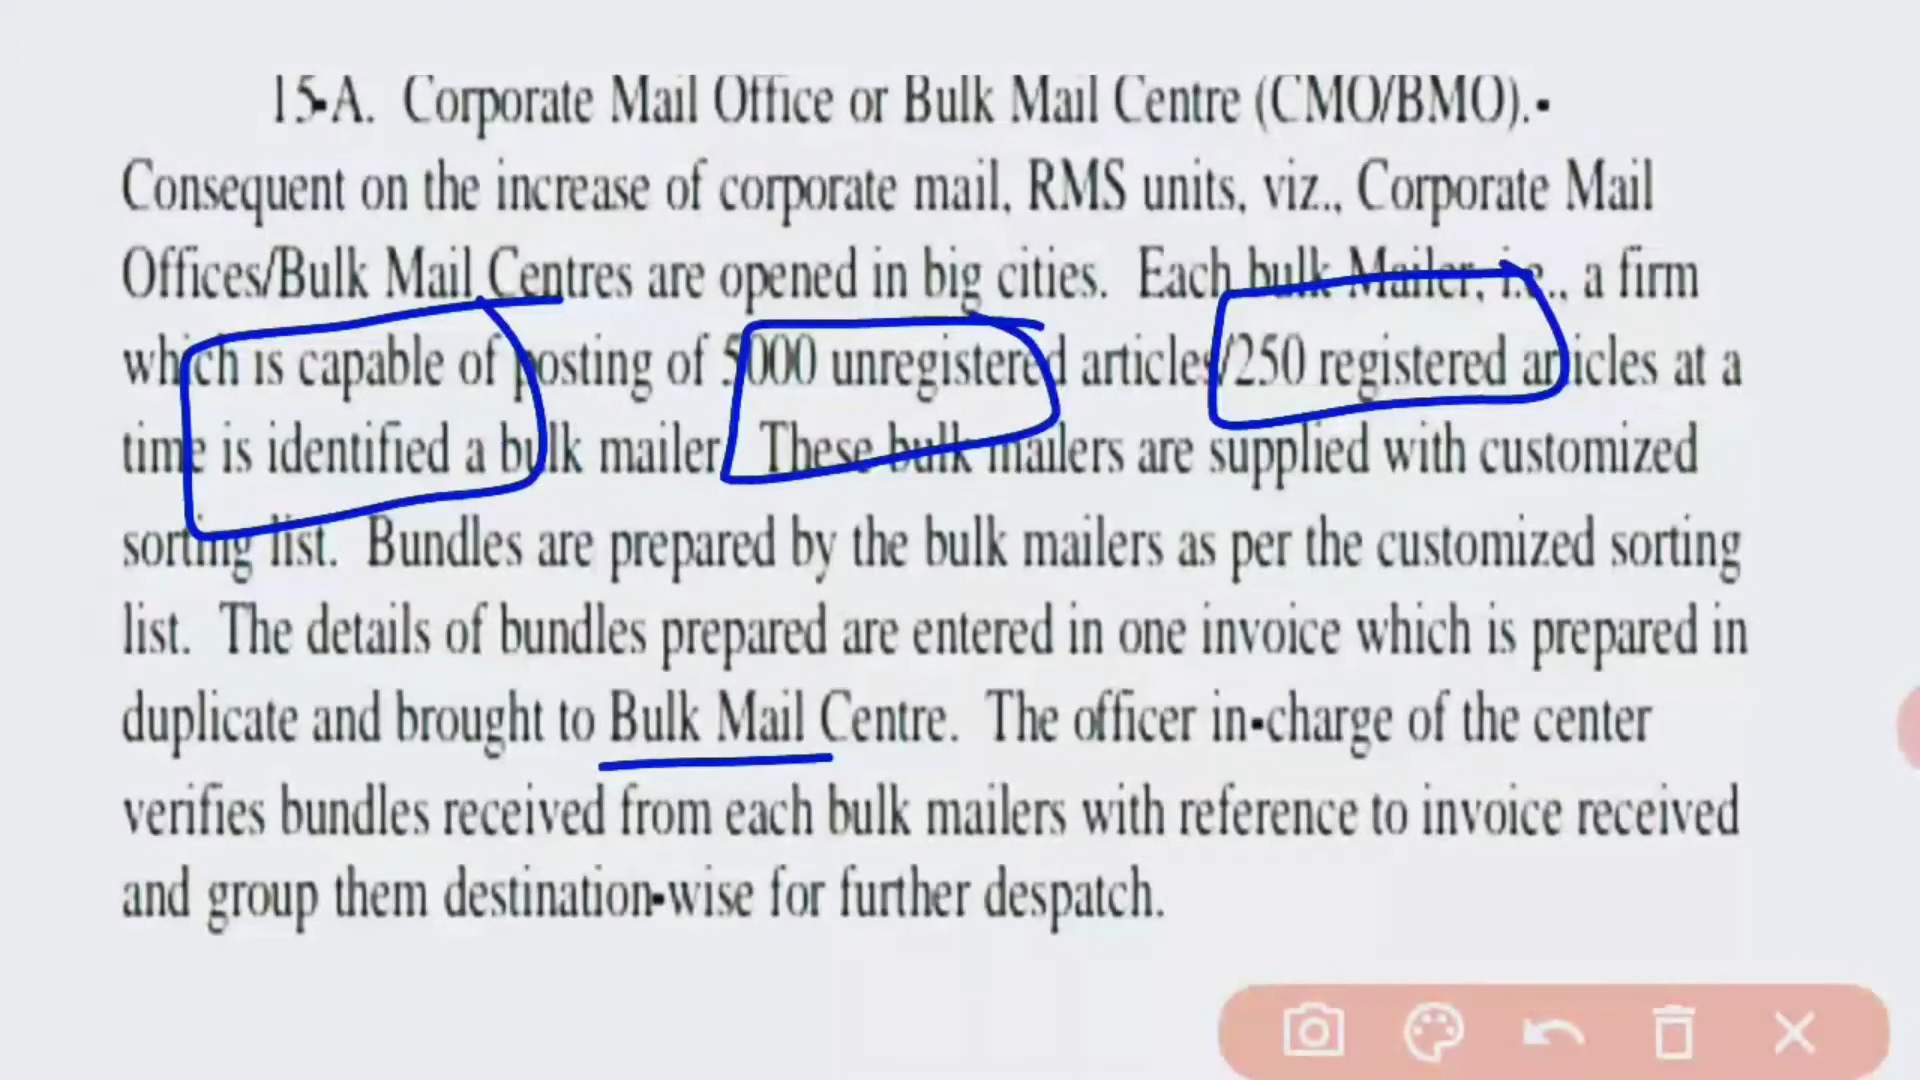 15-A. Corporate Mail Office or Bulk Mail Centre (CMO/BMO).-
Consequent on the increase of corporate mail, RMS units, viz., Corporate Mail
Offices/Bulk Mail Centres are opened in big cities. Each bulk Mailer, i.e., a firm
which is capable of posting of 5000 unregistered articles/250 registered articles at a
time is identified a bulk mailer. These bulk mailers are supplied with customized
sorting list. Bundles are prepared by the bulk mailers as per the customized sorting
list. The details of bundles prepared are entered in one invoice which is prepared in
duplicate and brought to Bulk Mail Centre. The officer in-charge of the center
verifies bundles received from each bulk mailers with reference to invoice received
and group them destination-wise for further despatch.